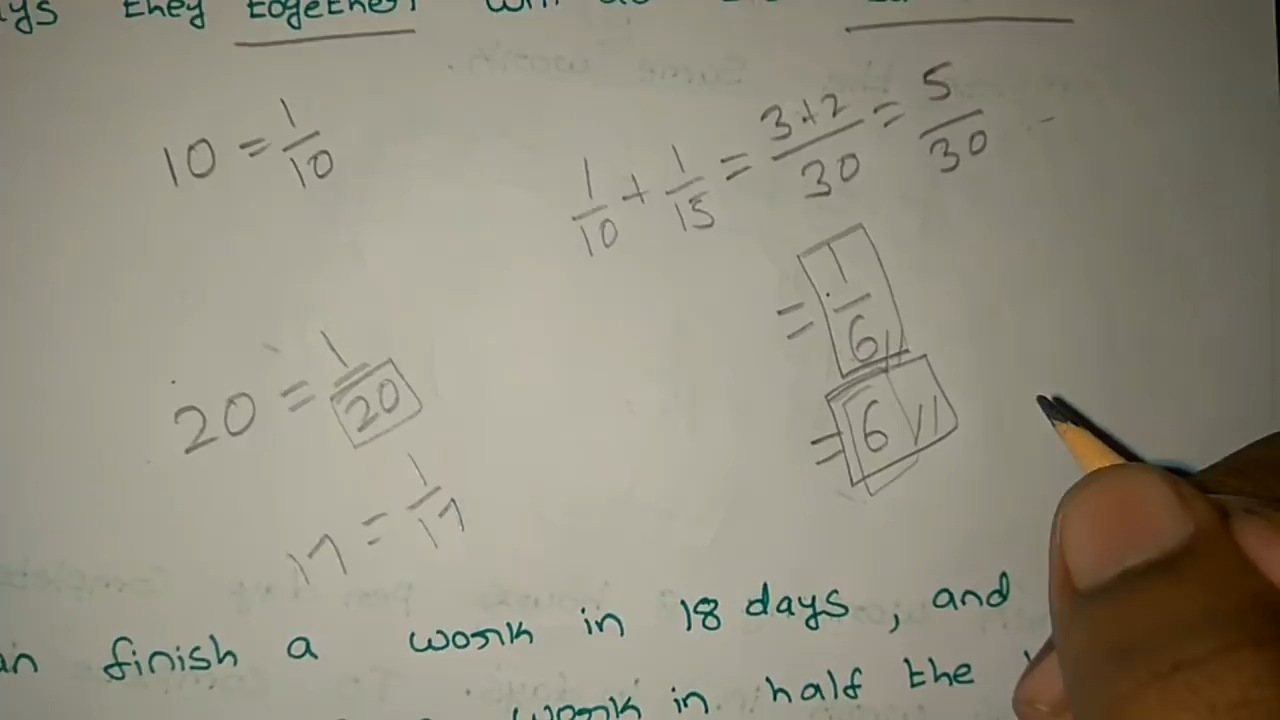 they together
10 = 1/10
1/10 + 1/15 = 3+2/30 = 5/30
= 1/6
20 = 1/20
= 6
17 = 1/17
finish a work in 18 days, and
work in half the